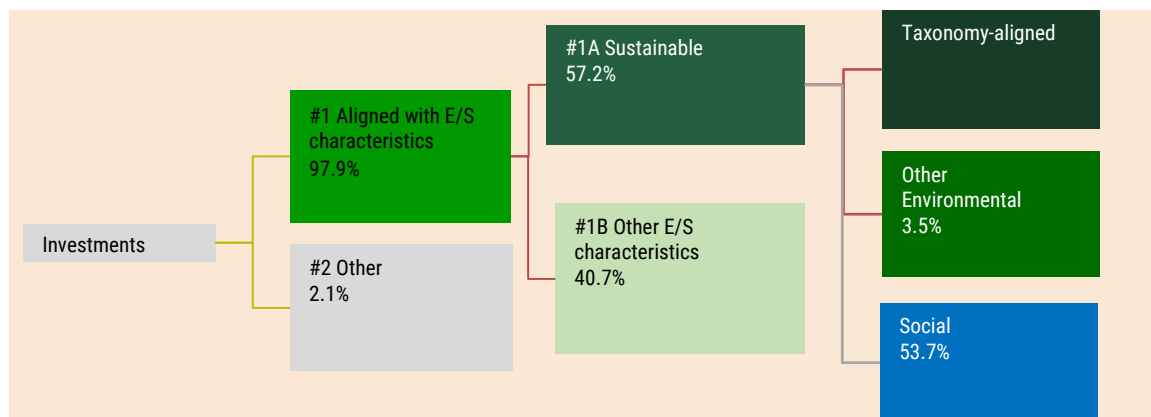 Investments
#1 Aligned with E/S
characteristics
97.9%
#2 Other
2.1%
#1A Sustainable
57.2%
#1B Other E/S
characteristics
40.7%
Taxonomy-aligned
Other
Environmental
3.5%
Social
53.7%